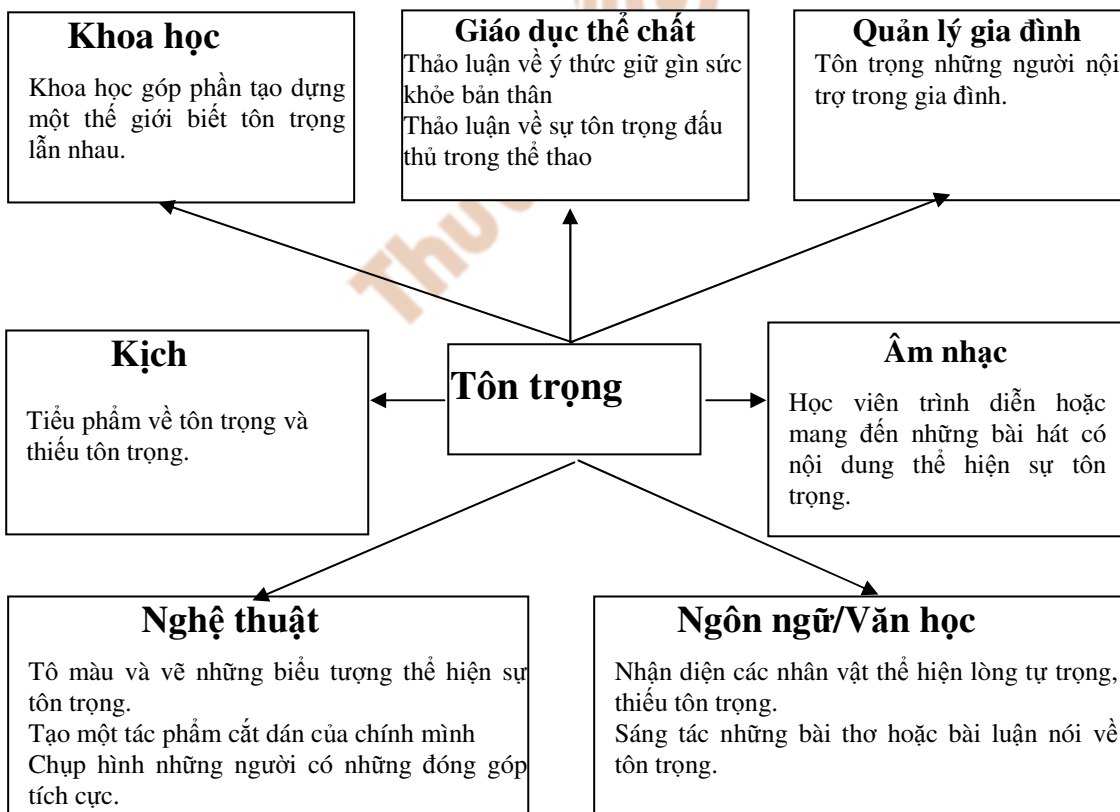 Khoa học
Khoa học góp phần tạo dựng
một thế giới biết tôn trọng
lẫn nhau.
Giáo dục thể chất
Thảo luận về ý thức giữ gìn sức
khỏe bản thân
Thảo luận về sự tôn trọng đấu
thủ trong thể thao
Quản lý gia đình
Tôn trọng những người nội
trợ trong gia đình.
Kịch
Tiểu phẩm về tôn trọng và
thiếu tôn trọng.
Tôn trọng
Âm nhạc
Học viên trình diễn hoặc
mang đến những bài hát có
nội dung thể hiện sự tôn
trọng.
Nghệ thuật
Tô màu và vẽ những biểu tượng thể hiện sự
tôn trọng.
Tạo một tác phẩm cắt dán của chính mình
Chụp hình những người có những đóng góp
tích cực.
Ngôn ngữ/Văn học
Nhận diện các nhân vật thể hiện lòng tự trọng,
thiếu tôn trọng.
Sáng tác những bài thơ hoặc bài luận nói về
tôn trọng.